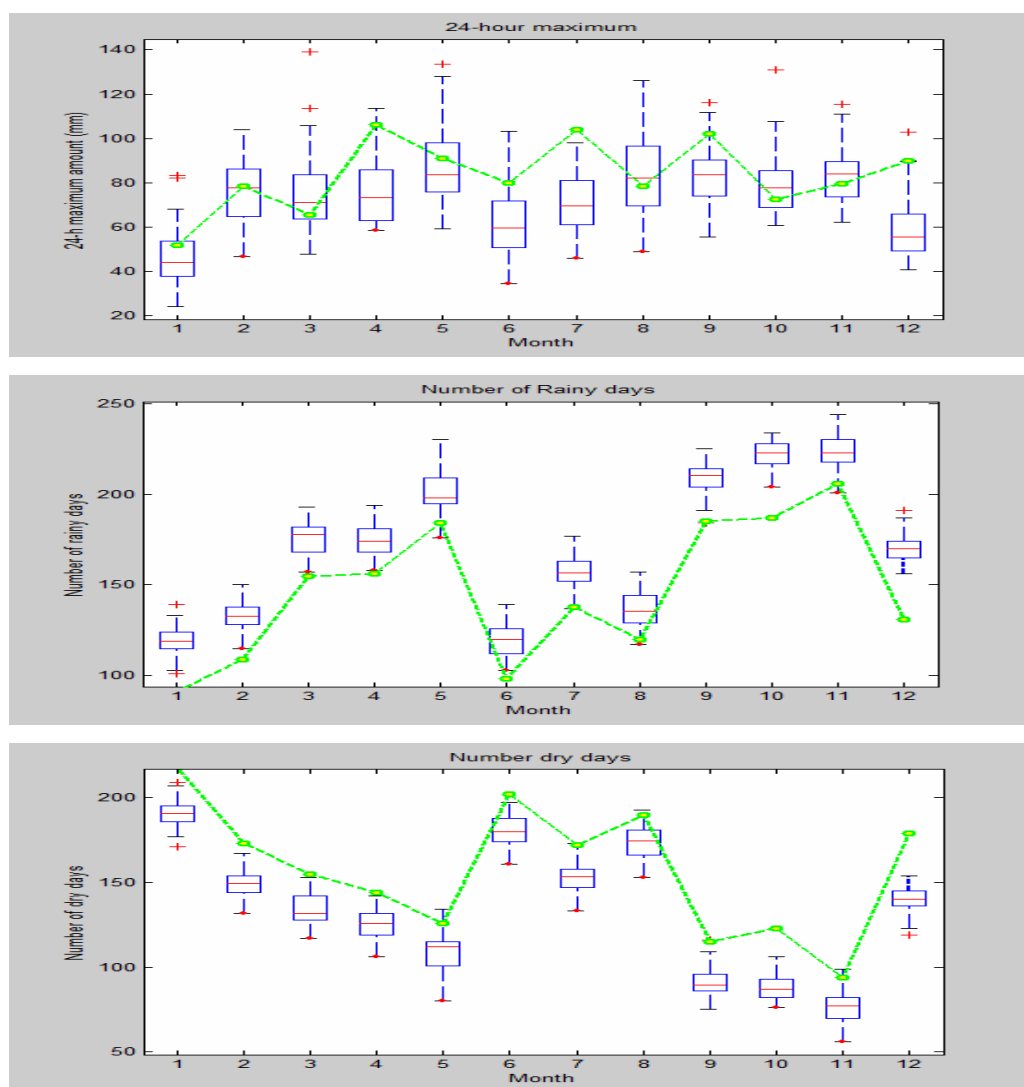 24-hour maximum
24-h maximum amount (mm)
140
120
100
80
60
40
20
1 2 3 4 5 6 7 8 9 10 11 12
Month
Number of Rainy days
Number of rainy days
250
200
150
100
1 2 3 4 5 6 7 8 9 10 11 12
Month
Number dry days
Number of dry days
200
150
100
50
1 2 3 4 5 6 7 8 9 10 11 12
Month